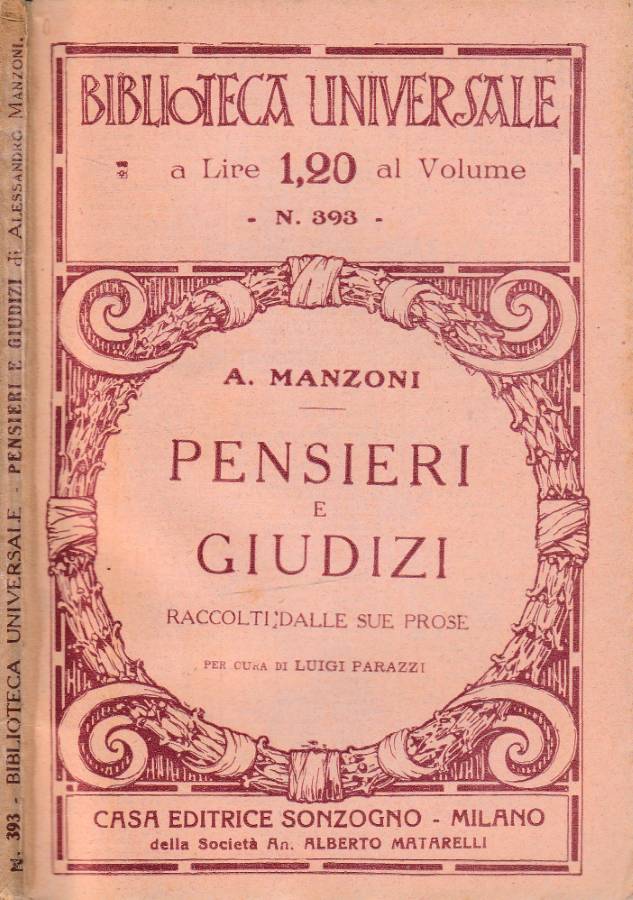 BIBLIOTECA UNIVERSALE
a Lire 1,20 al Volume
- N. 393 -
A. MANZONI
PENSIERI
E
GIUDIZI
RACCOLTI DALLE SUE PROSE
PER CURA DI LUIGI PARAZZI
CASA EDITRICE SONZOGNO - MILANO
della Società An. ALBERTO MATARELLI
N. 393 - BIBLIOTECA UNIVERSALE - PENSIERI E GIUDIZI di ALESSANDRO MANZONI.